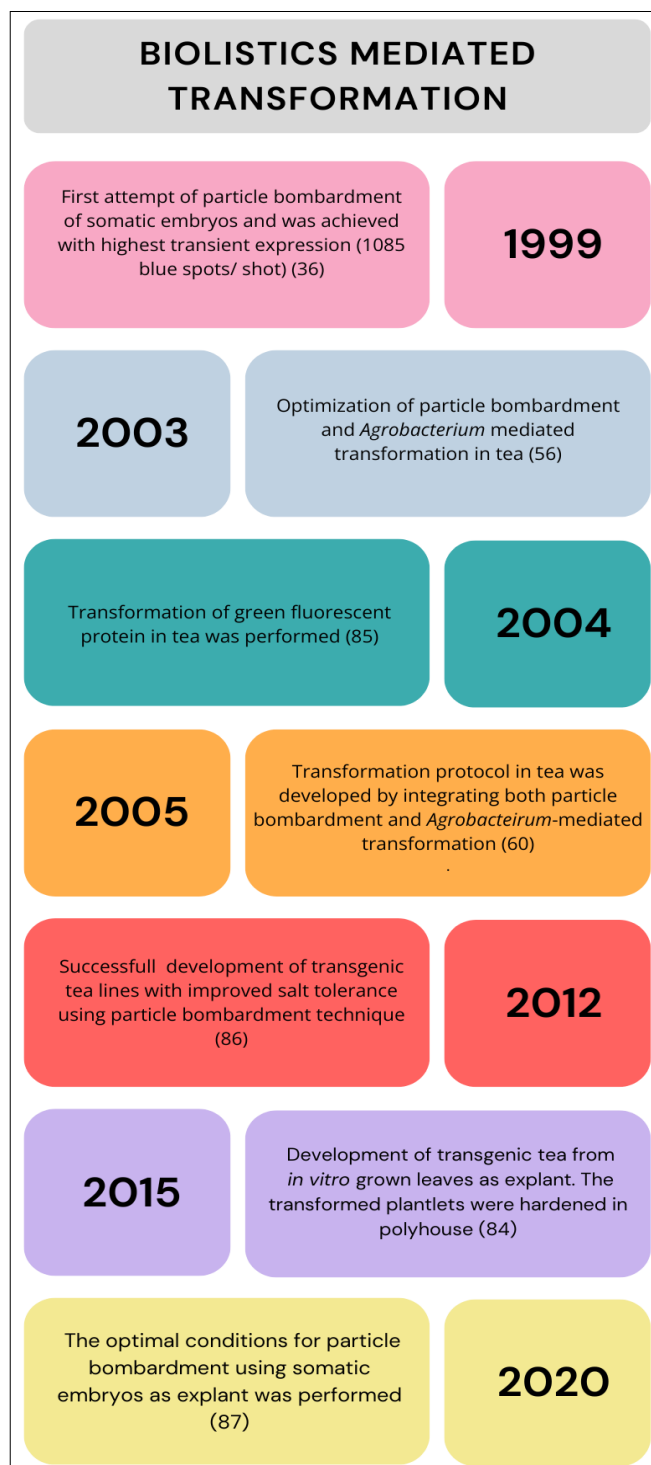 BIOLISTICS MEDIATED
TRANSFORMATION
First attempt of particle bombardment
of somatic embryos and was achieved
with highest transient expression (1085
blue spots/ shot) (36)
1999
2003
Optimization of particle bombardment
and Agrobacterium mediated
transformation in tea (56)
Transformation of green fluorescent
protein in tea was performed (85)
2004
2005
Transformation protocol in tea was
developed by integrating both particle
bombardment and Agrobacteirum-mediated
transformation (60)
.
Successfull  development of transgenic
tea lines with improved salt tolerance
using particle bombardment technique
(86)
2012
2015
Development of transgenic tea from
in vitro grown leaves as explant. The
transformed plantlets were hardened in
polyhouse (84)
The optimal conditions for particle
bombardment using somatic
embryos as explant was performed
(87)
2020